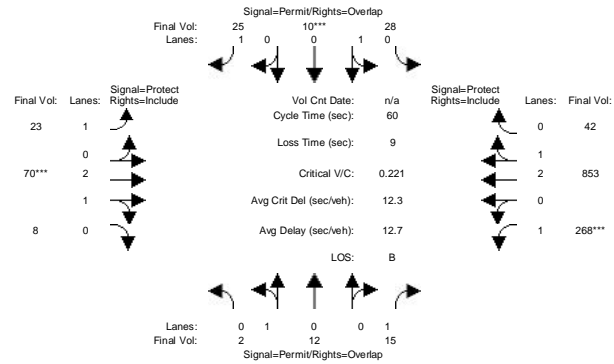 Signal=Permit/Rights=Overlap
Final Vol: 25 10*** 28
Lanes: 1 0 0 1 0
Signal=Protect Signal=Protect
Final Vol: Lanes: Rights=Include Vol Cnt Date: n/a Rights=Include Lanes: Final Vol:
Cycle Time (sec): 60
23 1 0 42
Loss Time (sec): 9
0 1
70*** 2 Critical V/C: 0.221 2 853
1 Avg Crit Del (sec/veh): 12.3 0
8 0 Avg Delay (sec/veh): 12.7 1 268***
LOS: B
Lanes: 0 1 0 0 1
Final Vol: 2 12 15
Signal=Permit/Rights=Overlap